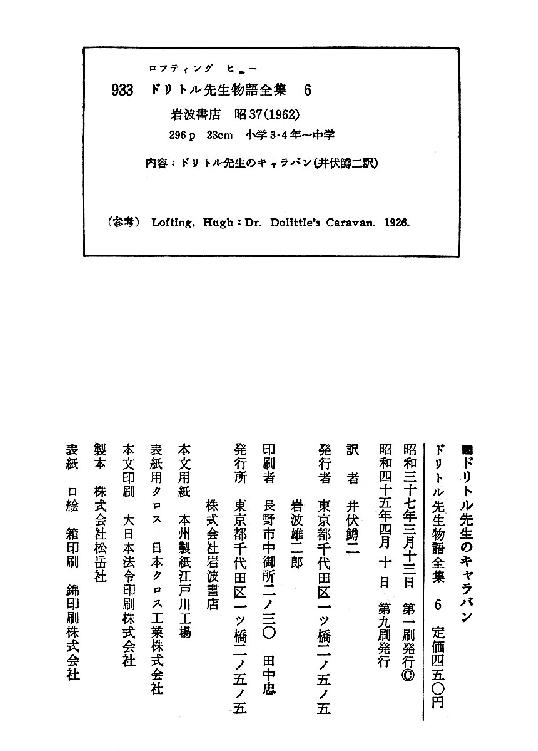 ロフティング ヒュー
933 ドリトル先生物語全集 6
岩波書店 昭37(1962)
296p 23cm 小学3・4年〜中学
内容:ドリトル先生のキャラバン(井伏鱒二訳)
(参考) Lofting, Hugh: Dr. Dolittle's Caravan. 1926.
■ドリトル先生のキャラバン
ドリトル先生物語全集 6 定価四五〇円
昭和三十七年三月十三日 第一刷発行©
昭和四十五年四月 十日 第九刷発行
訳 者 井伏鱒二
発行者 東京都千代田区一ツ橋二ノ五ノ五
岩波雄二郎
印刷者 長野市中御所二ノ三〇 田中忠
発行所 東京都千代田区一ツ橋二ノ五ノ五
株式会社岩波書店
本文用紙 本州製紙江戸川工場
表紙用クロス 日本クロス工業株式会社
本文印刷 大日本法令印刷株式会社
製本 株式会社松岳社
表紙 口絵 箱印刷 錦印刷株式会社